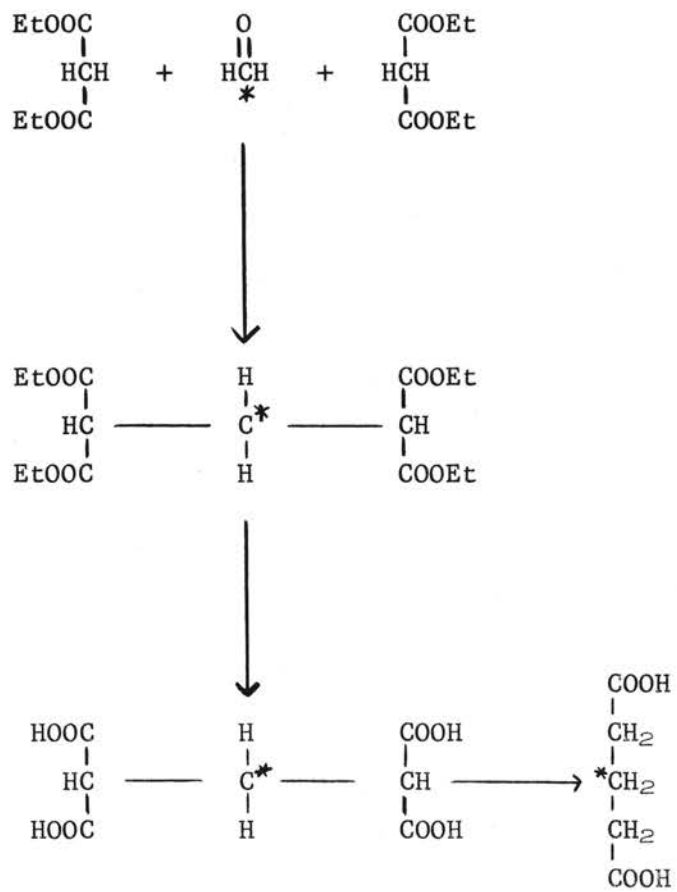 EtOOC O COOEt
HCH + HCH + HCH
*
EtOOC COOEt
EtOOC H COOEt
HC C* CH
EtOOC H COOEt
COOH
HOOC H COOH CH2
HC C* CH *CH2
HOOC H COOH CH2
COOH